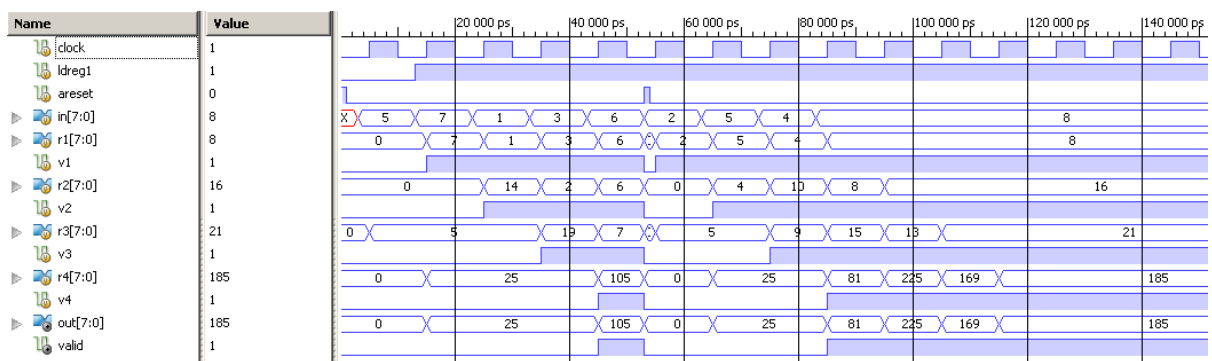 Name Value 20 000 ps 40 000 ps 60 000 ps 80 000 ps 100 000 ps 120 000 ps 140 000 ps
clock 1
ldreg1 1
areset 0
in[7:0] 8 X 5 7 1 3 6 2 5 4 8
r1[7:0] 8 0 7 1 3 6 : 2 5 4 8
v1 1
r2[7:0] 16 0 14 2 6 0 4 10 8 16
v2 1
r3[7:0] 21 0 5 19 7 : 5 9 15 13 21
v3 1
r4[7:0] 185 0 25 105 0 25 81 225 169 185
v4 1
out[7:0] 185 0 25 105 0 25 81 225 169 185
valid 1